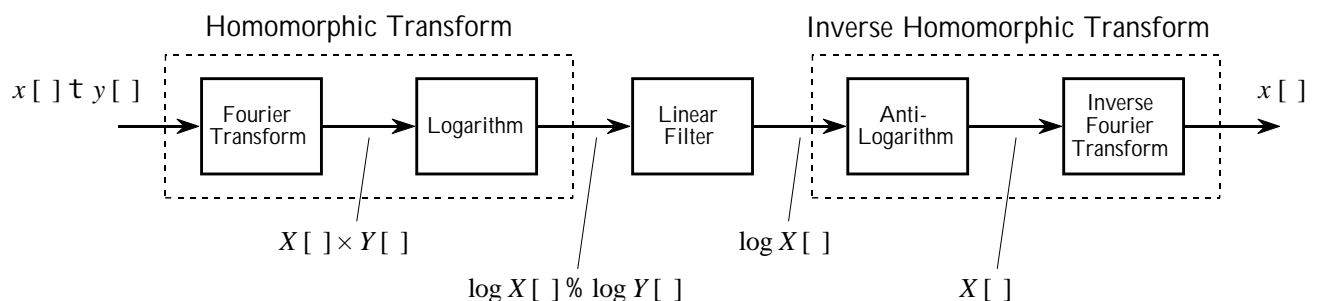 Homomorphic Transform
Inverse Homomorphic Transform
x[ ] t y[ ]
Fourier
Transform
Logarithm
Linear
Filter
Anti-
Logarithm
Inverse
Fourier
Transform
x[ ]
X[ ] × Y[ ]
log X[ ]
log X[ ] % log Y[ ]
X[ ]